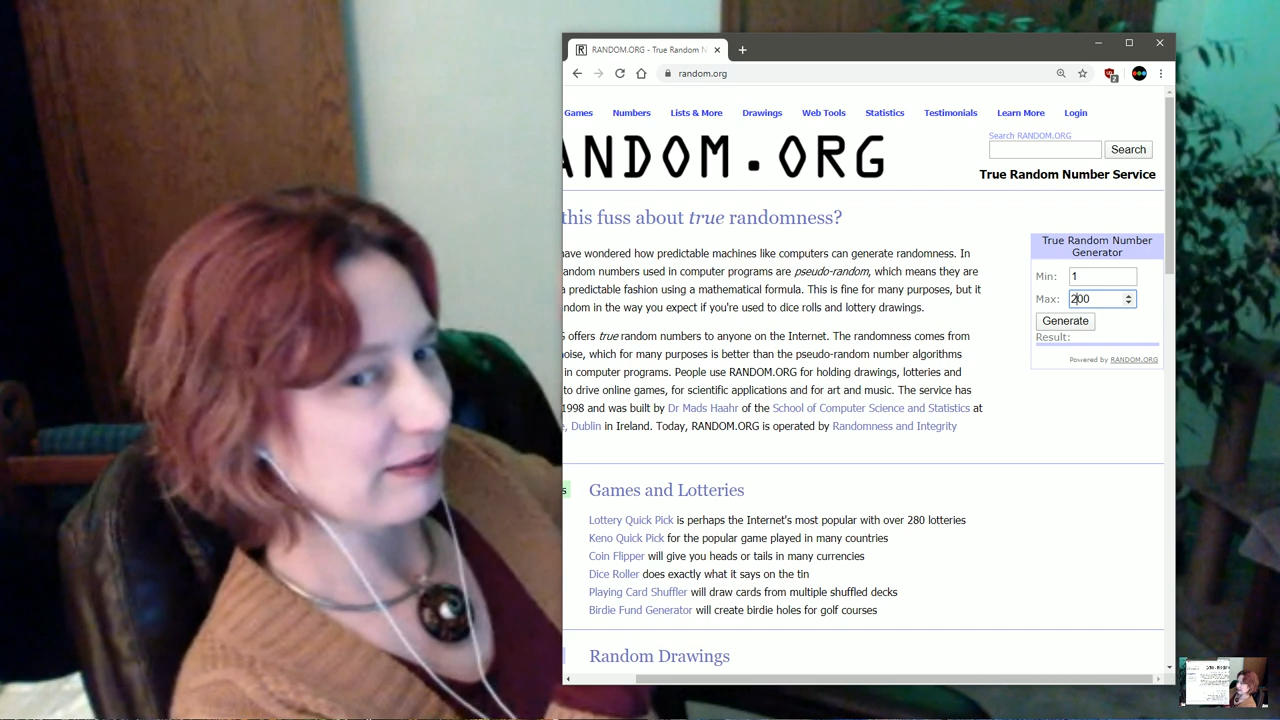 RANDOM.ORG - True Random N
random.org
Games Numbers Lists & More Drawings Web Tools Statistics Testimonials Learn More Login
Search RANDOM.ORG
ANDOM.ORG
Search
True Random Number Service
this fuss about true randomness?
have wondered how predictable machines like computers can generate randomness. In
andom numbers used in computer programs are pseudo-random, which means they are
a predictable fashion using a mathematical formula. This is fine for many purposes, but it
ndom in the way you expect if you're used to dice rolls and lottery drawings.
offers true random numbers to anyone on the Internet. The randomness comes from
noise, which for many purposes is better than the pseudo-random number algorithms
in computer programs. People use RANDOM.ORG for holding drawings, lotteries and
to drive online games, for scientific applications and for art and music. The service has
1998 and was built by Dr Mads Haahr of the School of Computer Science and Statistics at
e, Dublin in Ireland. Today, RANDOM.ORG is operated by Randomness and Integrity
True Random Number
Generator
Min: 1
Max: 200
Generate
Result:
Powered by RANDOM.ORG
s
Games and Lotteries
Lottery Quick Pick is perhaps the Internet's most popular with over 280 lotteries
Keno Quick Pick for the popular game played in many countries
Coin Flipper will give you heads or tails in many currencies
Dice Roller does exactly what it says on the tin
Playing Card Shuffler will draw cards from multiple shuffled decks
Birdie Fund Generator will create birdie holes for golf courses
Random Drawings